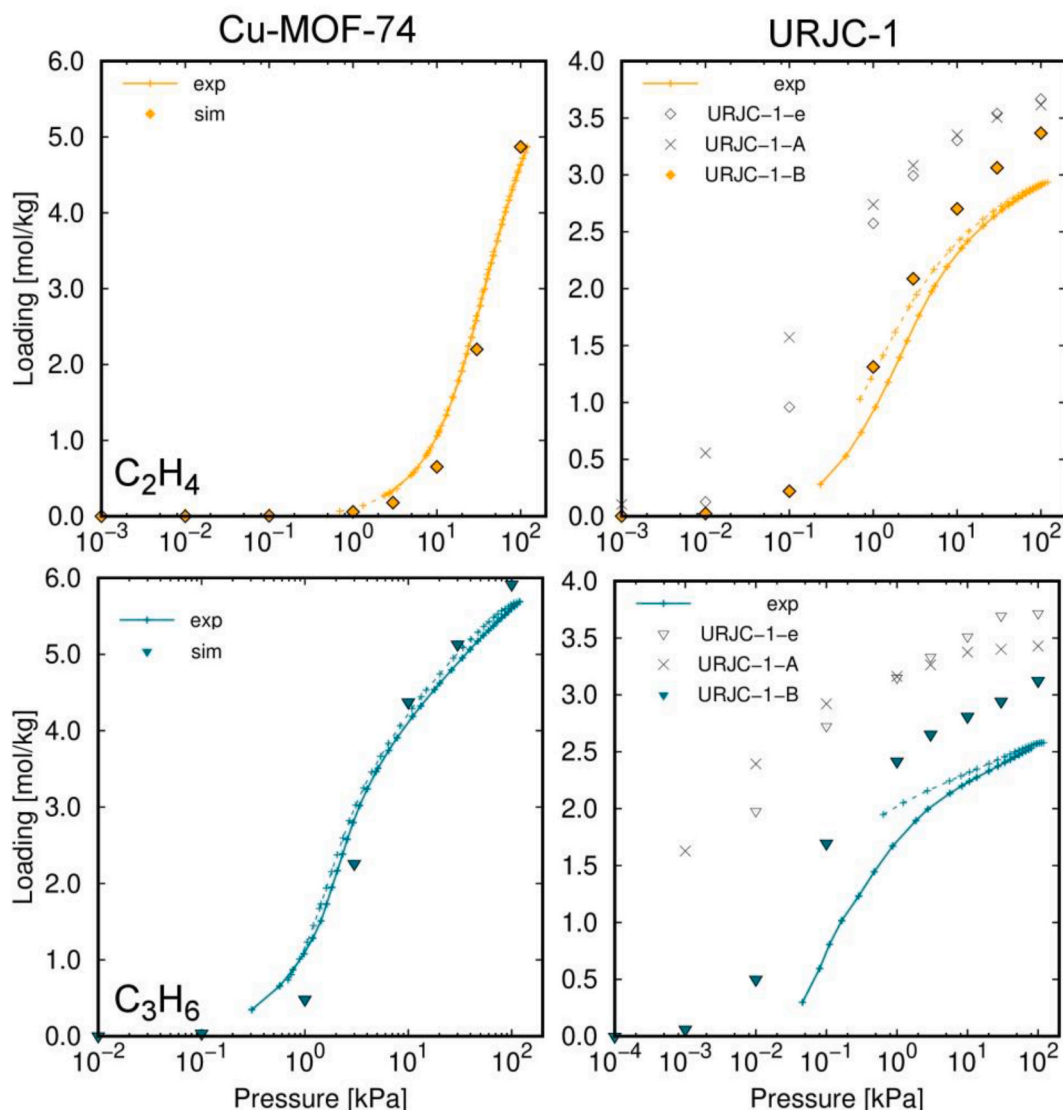 Cu-MOF-74
URJC-1
6.0
5.0
4.0
3.0
2.0
1.0
0.0
Loading [mol/kg]
exp
sim
C₂H₄
10⁻³ 10⁻² 10⁻¹ 10⁰ 10¹ 10²
4.0
3.5
3.0
2.5
2.0
1.5
1.0
0.5
0.0
exp
URJC-1-e
URJC-1-A
URJC-1-B
10⁻³ 10⁻² 10⁻¹ 10⁰ 10¹ 10²
6.0
5.0
4.0
3.0
2.0
1.0
0.0
Loading [mol/kg]
exp
sim
C₃H₆
10⁻² 10⁻¹ 10⁰ 10¹ 10²
Pressure [kPa]
4.0
3.5
3.0
2.5
2.0
1.5
1.0
0.5
0.0
exp
URJC-1-e
URJC-1-A
URJC-1-B
10⁻⁴ 10⁻³ 10⁻² 10⁻¹ 10⁰ 10¹ 10²
Pressure [kPa]